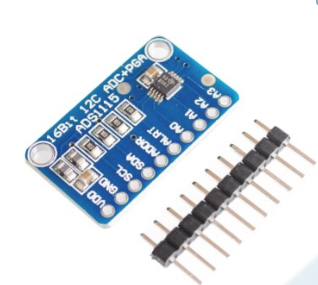 16Bit I2C ADC+PGA
ADS1115
VDD
GND
SCL
SDA
ADDR
ALRT
A0
A1
A2
A3